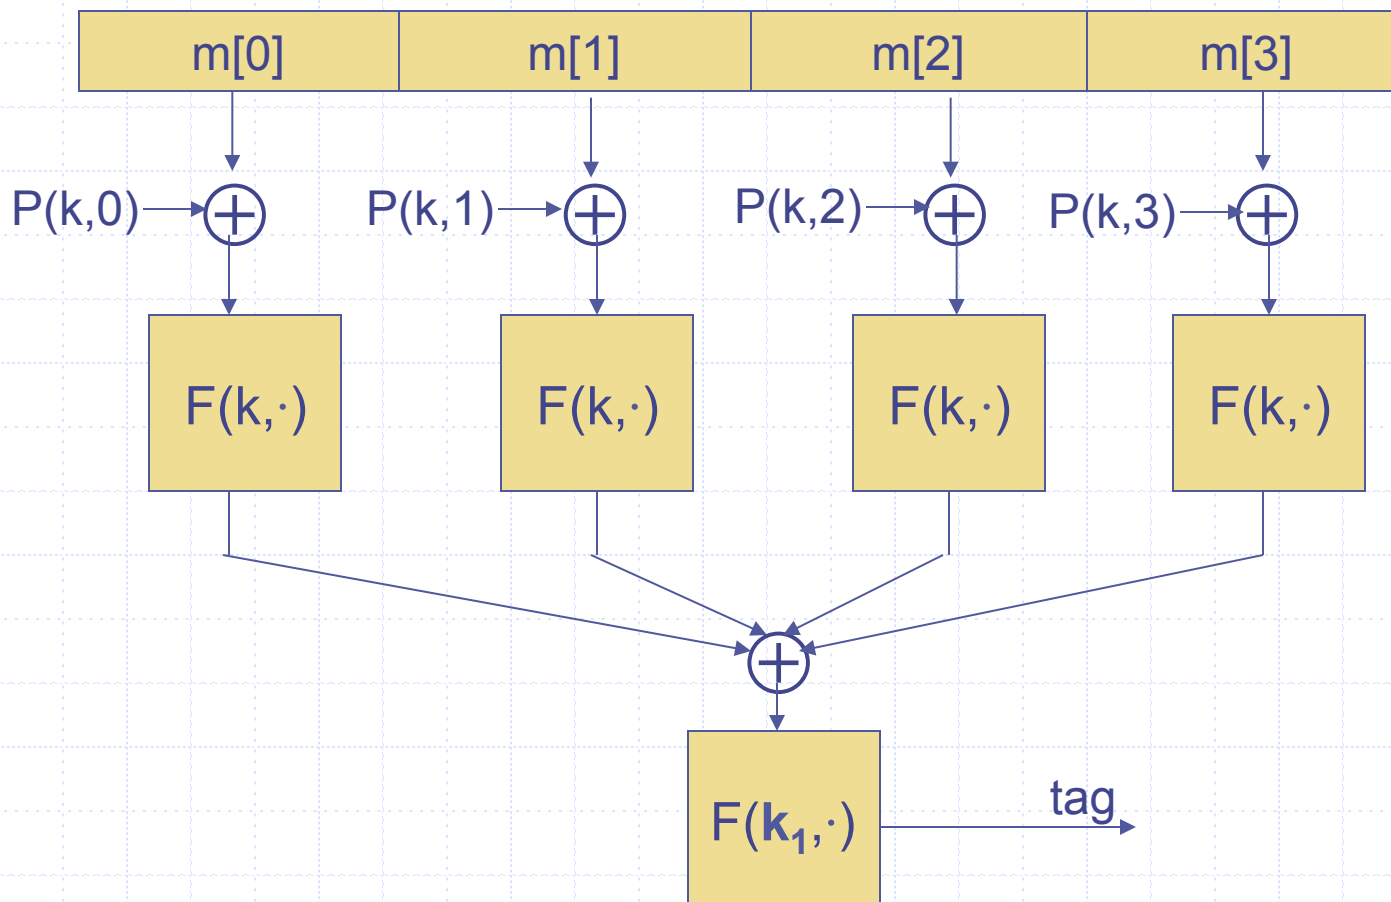 m[0] m[1] m[2] m[3]
P(k,0) P(k,1) P(k,2) P(k,3)
F(k,·) F(k,·) F(k,·) F(k,·)
tag
F(k₁,·)